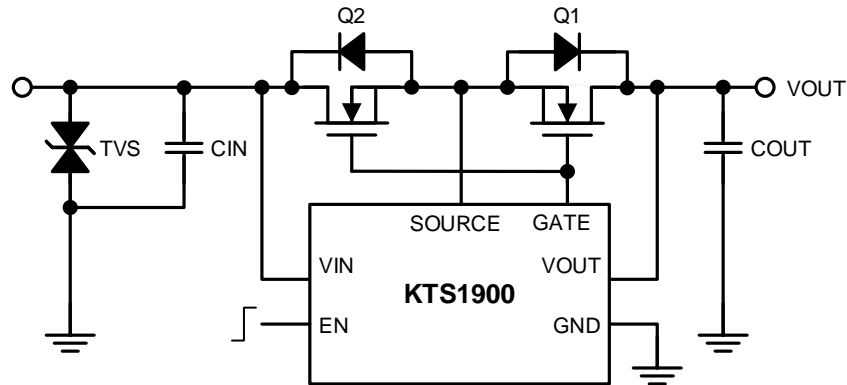 Q2
Q1
VOUT
TVS
CIN
COUT
SOURCE
GATE
VIN
VOUT
KTS1900
EN
GND